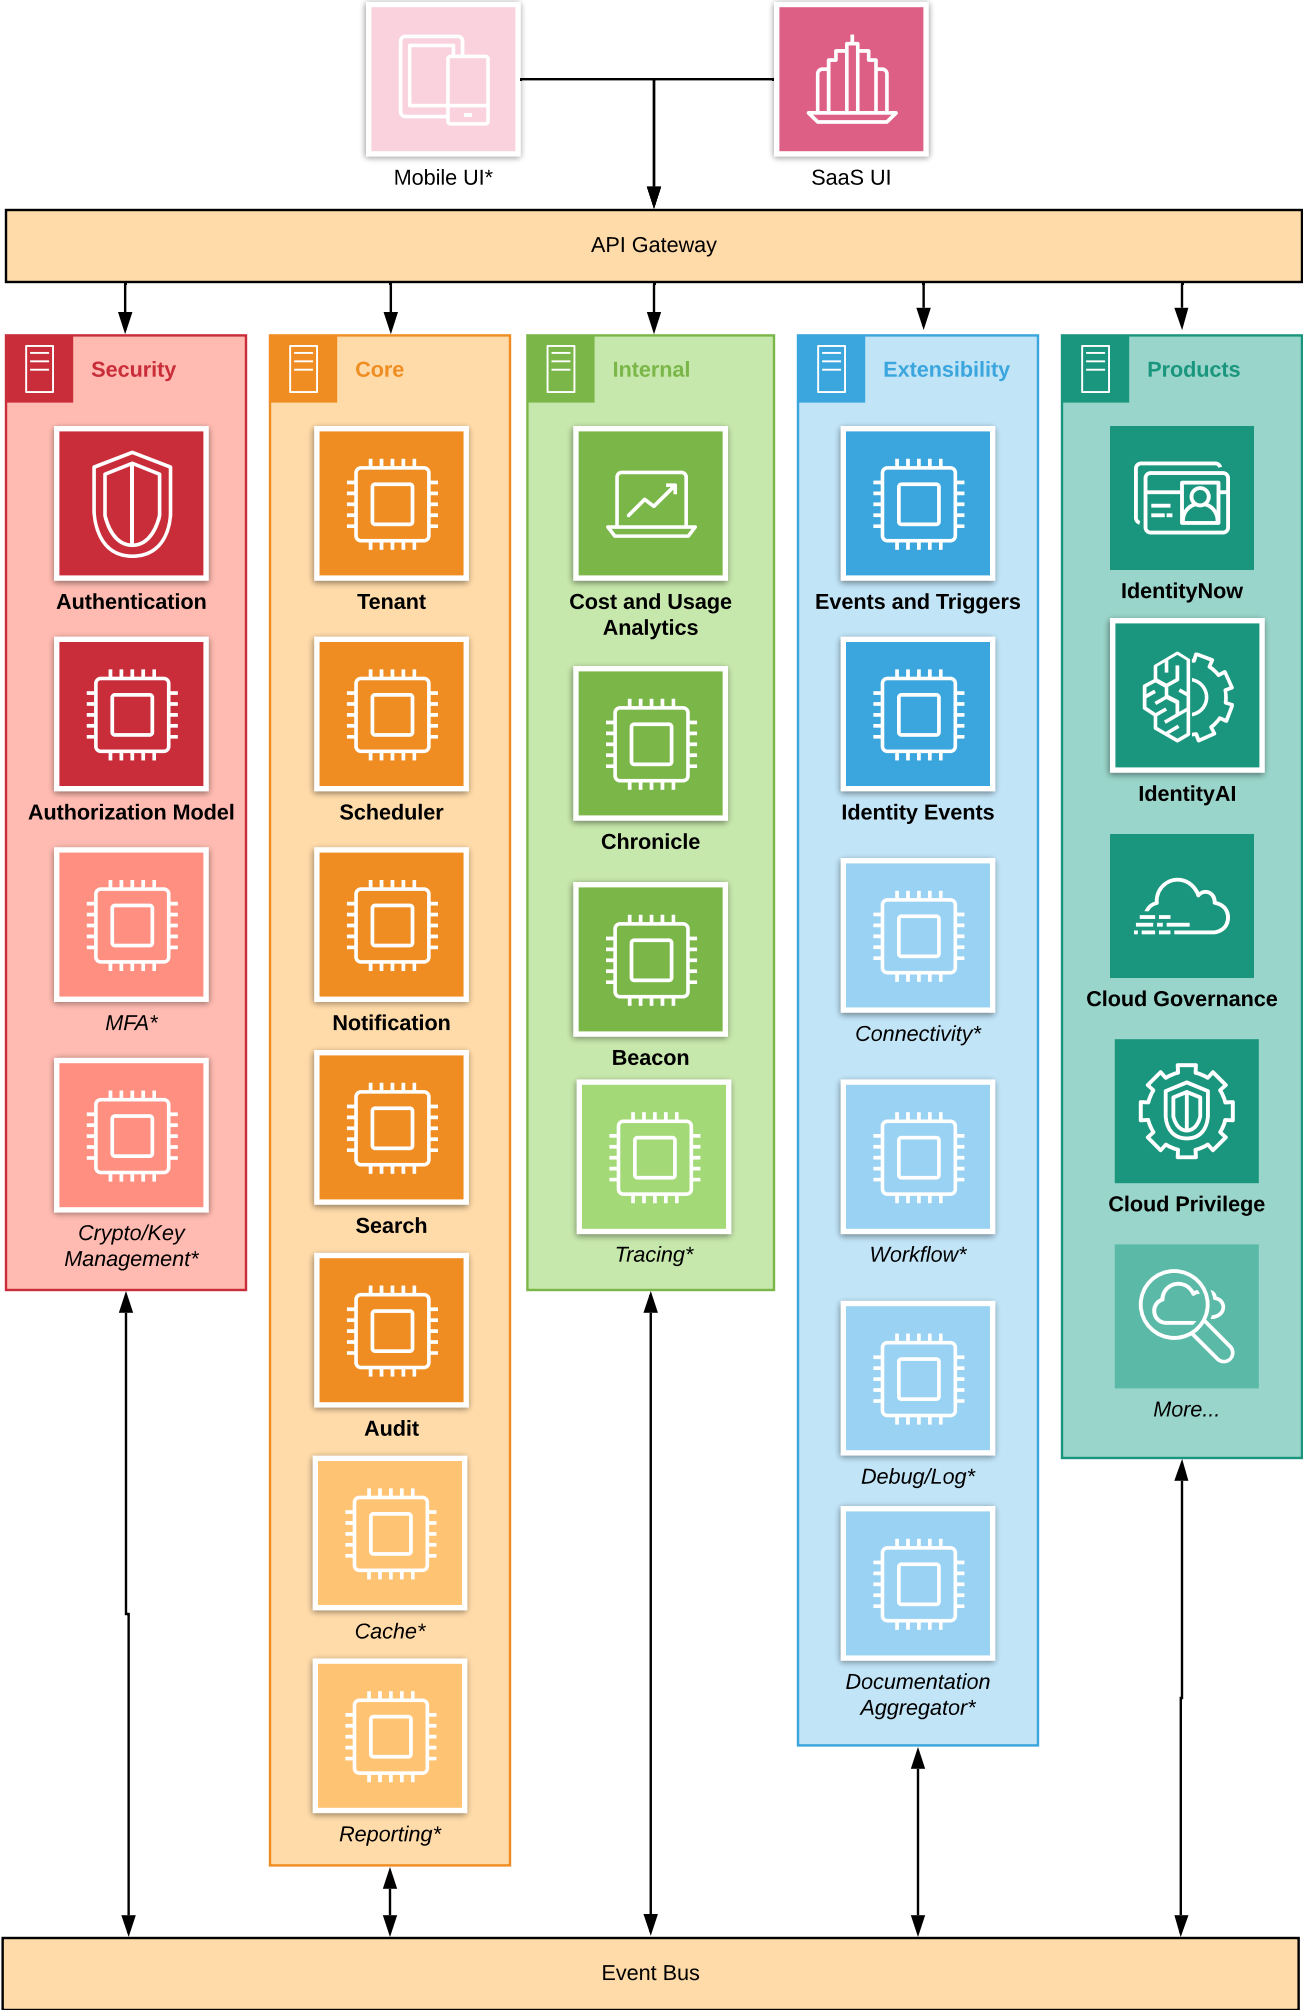 Mobile UI*
SaaS UI
API Gateway
Security
Authentication
Authorization Model
MFA*
Crypto/Key
Management*
Core
Tenant
Scheduler
Notification
Search
Audit
Cache*
Reporting*
Internal
Cost and Usage
Analytics
Chronicle
Beacon
Tracing*
Extensibility
Events and Triggers
Identity Events
Connectivity*
Workflow*
Debug/Log*
Documentation
Aggregator*
Products
IdentityNow
IdentityAI
Cloud Governance
Cloud Privilege
More...
Event Bus